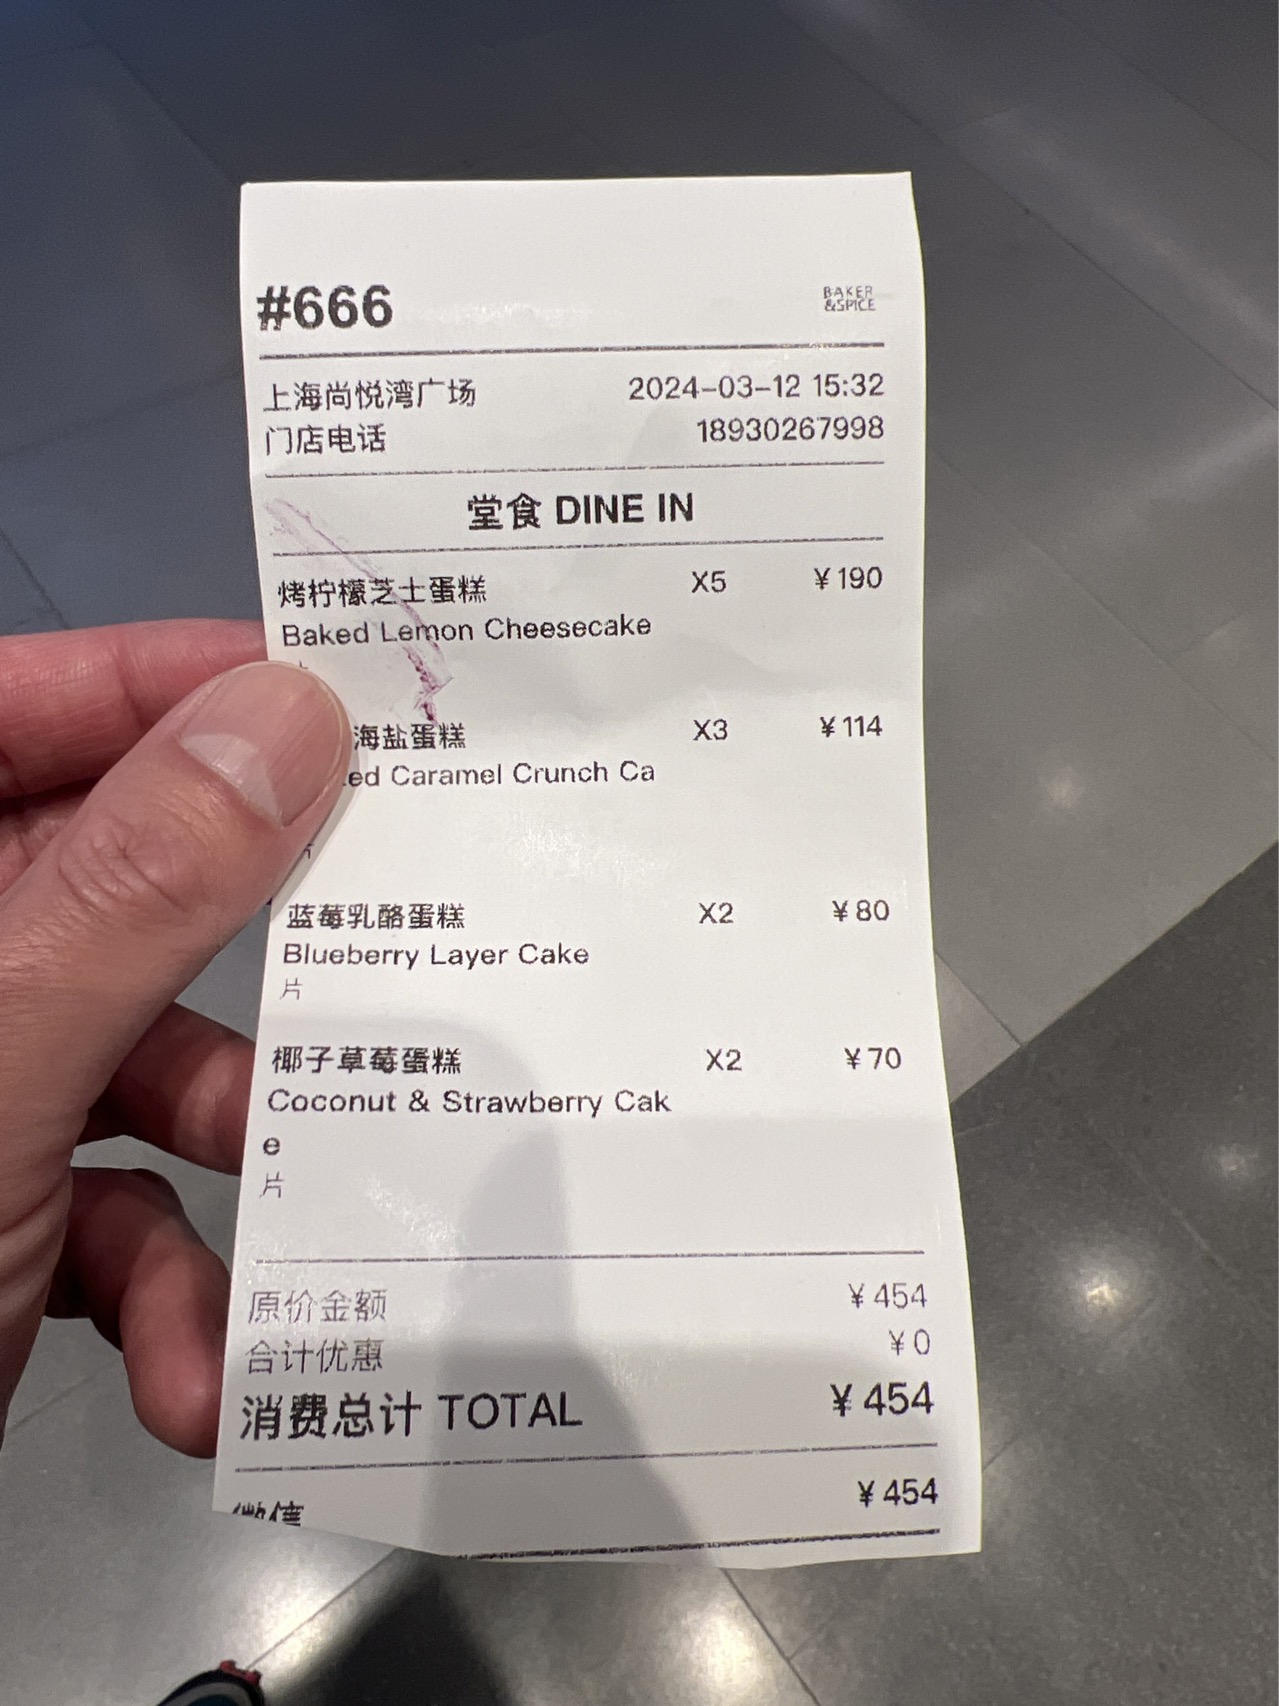 #666
BAKER
&SPICE
上海尚悦湾广场 2024-03-12 15:32
门店电话 18930267998
堂食 DINE IN
烤柠檬芝士蛋糕 X5 ¥190
Baked Lemon Cheesecake
海盐蛋糕 X3 ¥114
Caramel Crunch Ca
片
蓝莓乳酪蛋糕 X2 ¥80
Blueberry Layer Cake
片
椰子草莓蛋糕 X2 ¥70
Coconut & Strawberry Cak
e
片
原价金额 ¥454
合计优惠 ¥0
消费总计 TOTAL ¥454
微信 ¥454